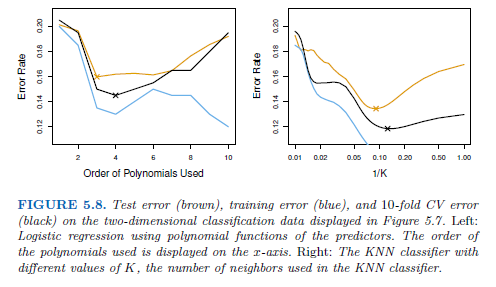 0.12 0.14 0.16 0.18 0.20
Error Rate
2 4 6 8 10
Order of Polynomials Used
0.12 0.14 0.16 0.18 0.20
Error Rate
0.01 0.02 0.05 0.10 0.20 0.50 1.00
1/K
FIGURE 5.8. Test error (brown), training error (blue), and 10-fold CV error
(black) on the two-dimensional classification data displayed in Figure 5.7. Left:
Logistic regression using polynomial functions of the predictors. The order of
the polynomials used is displayed on the x-axis. Right: The KNN classifier with
different values of K, the number of neighbors used in the KNN classifier.